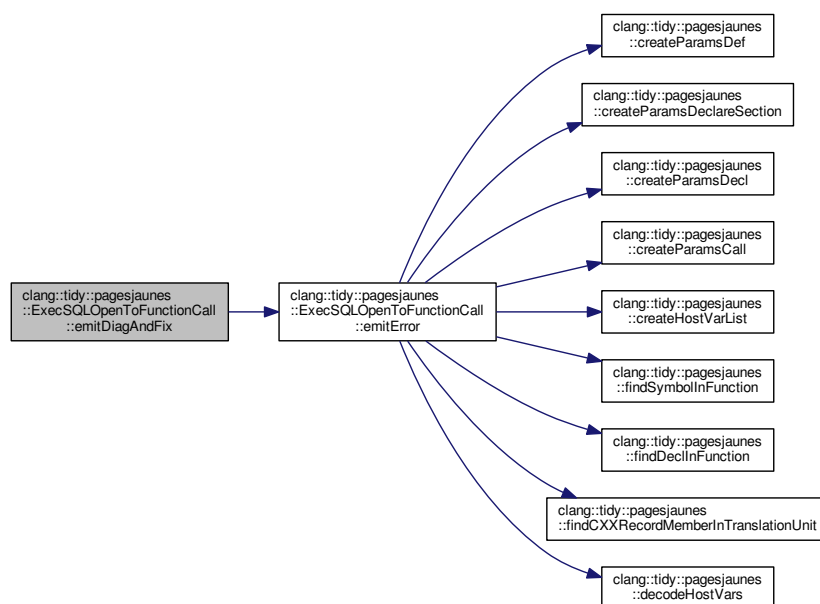 clang::tidy::pagesjaunes
::ExecSQLOpenToFunctionCall
::emitDiagAndFix
clang::tidy::pagesjaunes
::ExecSQLOpenToFunctionCall
::emitError
clang::tidy::pagesjaunes
::createParamsDef
clang::tidy::pagesjaunes
::createParamsDeclareSection
clang::tidy::pagesjaunes
::createParamsDecl
clang::tidy::pagesjaunes
::createParamsCall
clang::tidy::pagesjaunes
::createHostVarList
clang::tidy::pagesjaunes
::findSymbolInFunction
clang::tidy::pagesjaunes
::findDeclInFunction
clang::tidy::pagesjaunes
::findCXXRecordMemberInTranslationUnit
clang::tidy::pagesjaunes
::decodeHostVars